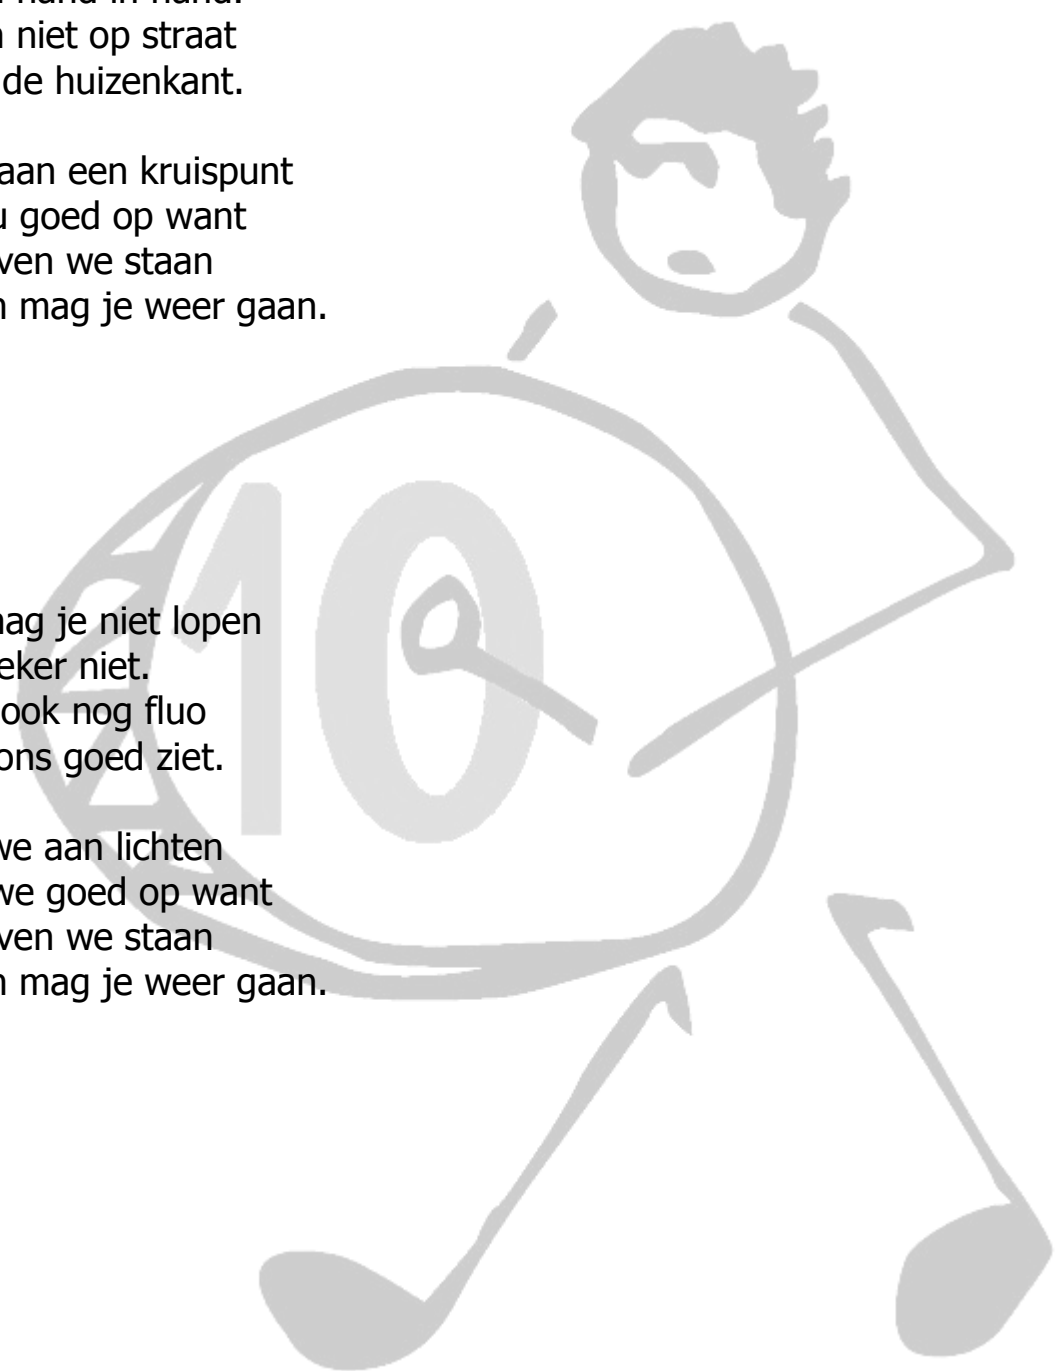 hand in hand.
niet op straat
de huizenkant.
aan een kruispunt
goed op want
ven we staan
mag je weer gaan.
10
ag je niet lopen
eker niet.
ook nog fluo
ons goed ziet.
we aan lichten
we goed op want
ven we staan
mag je weer gaan.